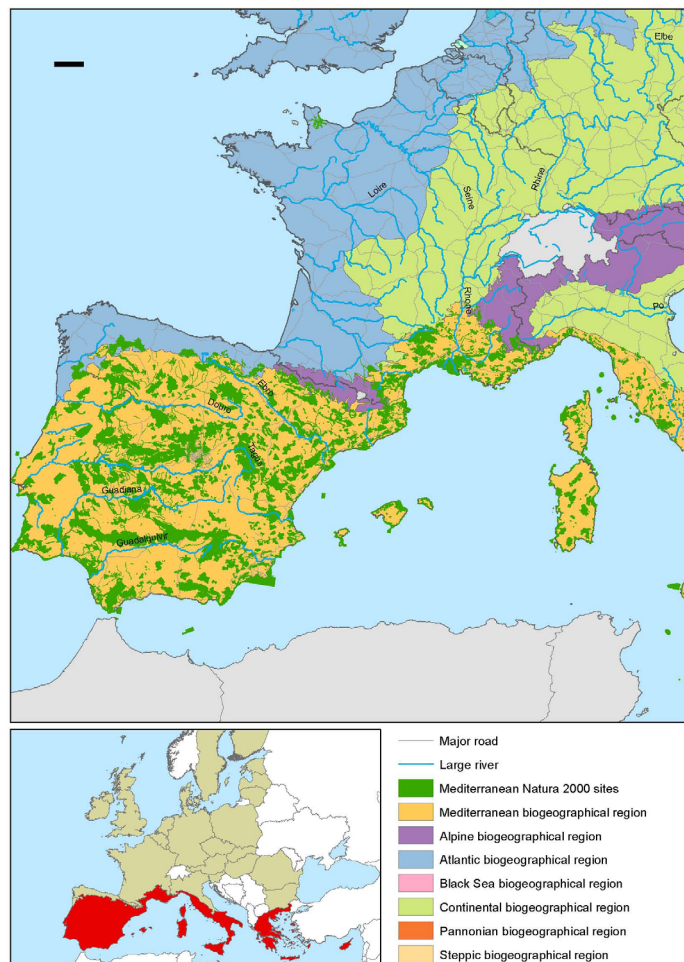 Elbe
Loire
Seine
Rhine
Rhone
Po
Ebre
Douro
Tagus
Guadiana
Guadalquivir
Major road
Large river
Mediterranean Natura 2000 sites
Mediterranean biogeographical region
Alpine biogeographical region
Atlantic biogeographical region
Black Sea biogeographical region
Continental biogeographical region
Pannonian biogeographical region
Steppic biogeographical region